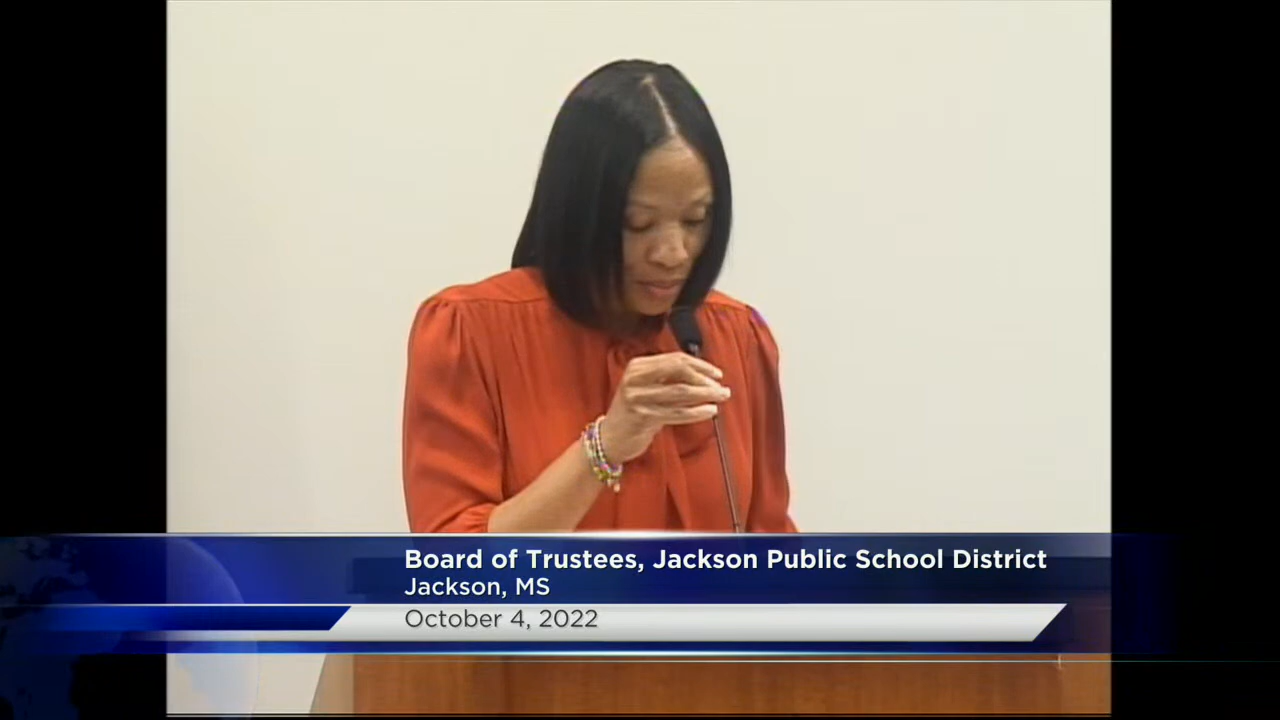 Board of Trustees, Jackson Public School District
Jackson, MS
October 4, 2022